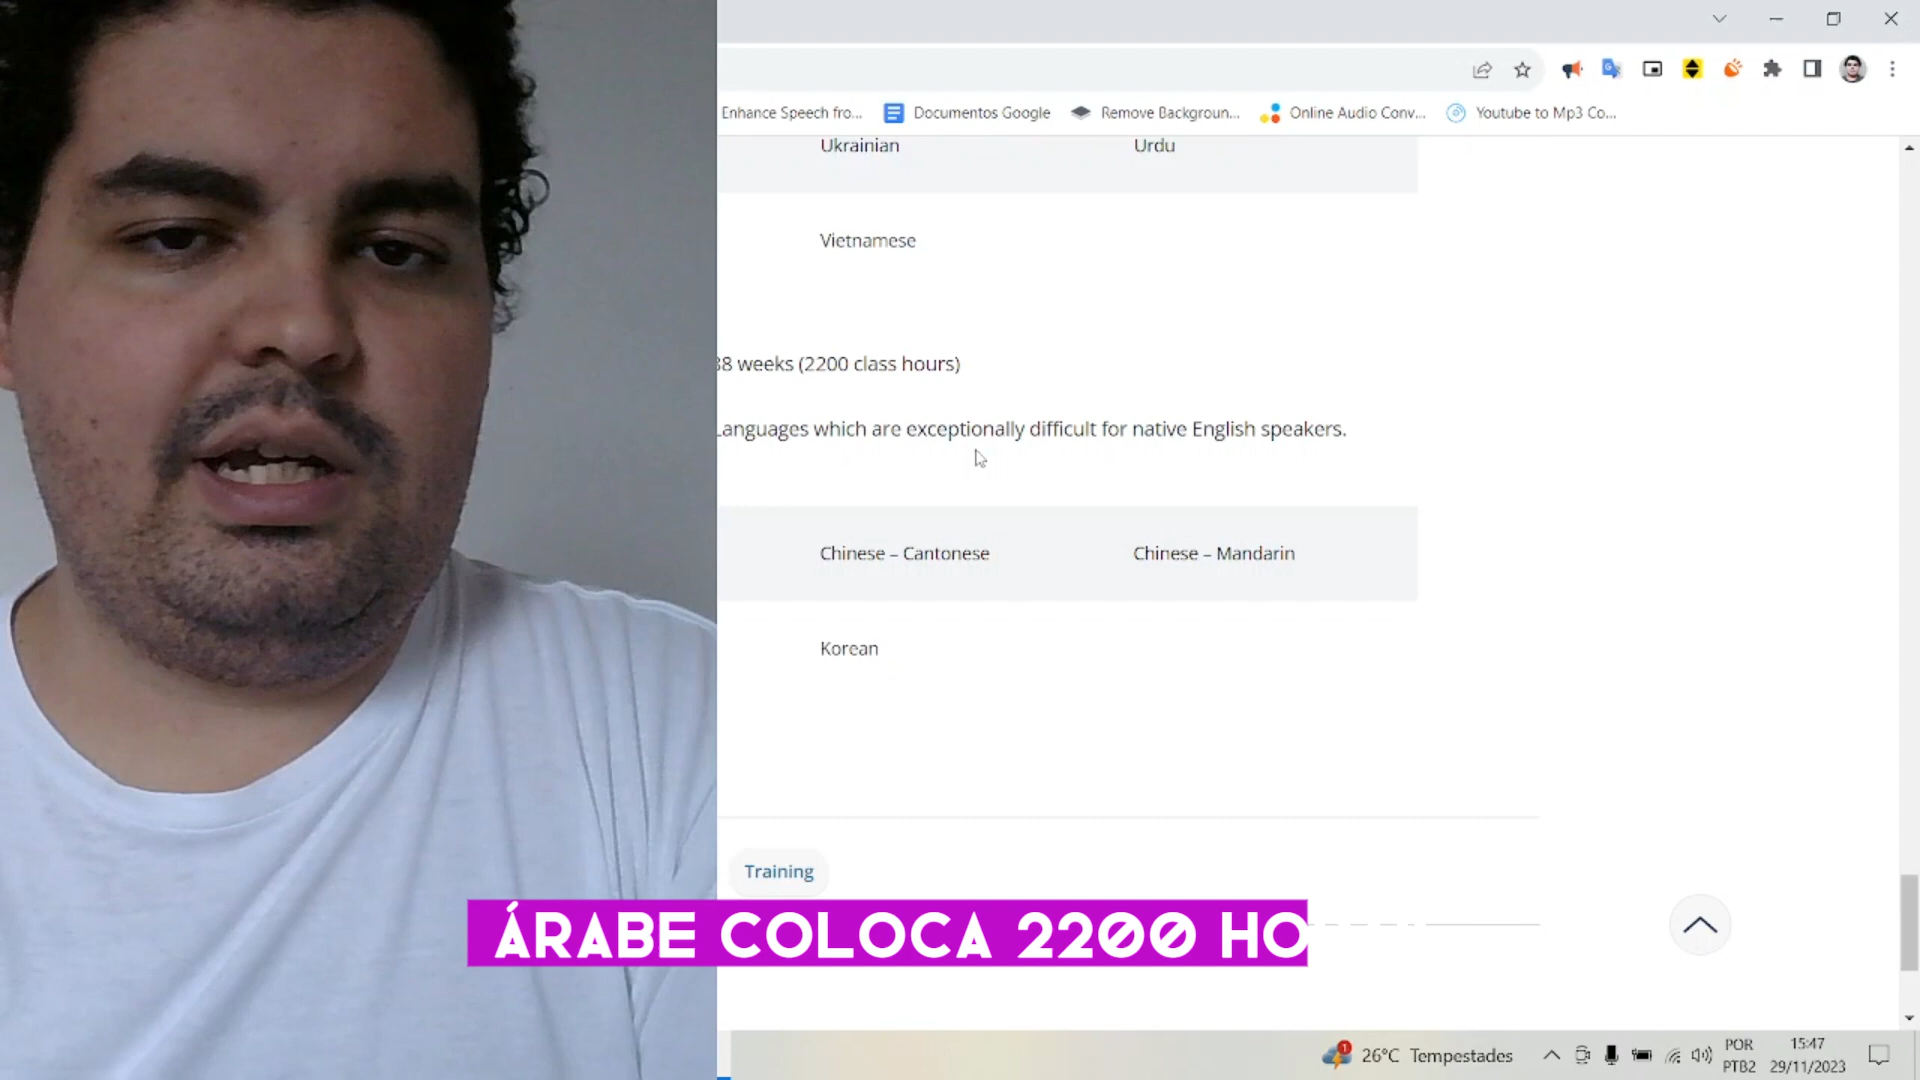 Enhance Speech fro... Documentos Google Remove Backgroun... Online Audio Conv... Youtube to Mp3 Co...
Ukrainian Urdu
Vietnamese
88 weeks (2200 class hours)
Languages which are exceptionally difficult for native English speakers.
Chinese – Cantonese Chinese – Mandarin
Korean
Training
ÁRABE COLOCA 2200 HO
1 26°C Tempestades POR 15:47
PTB2 29/11/2023